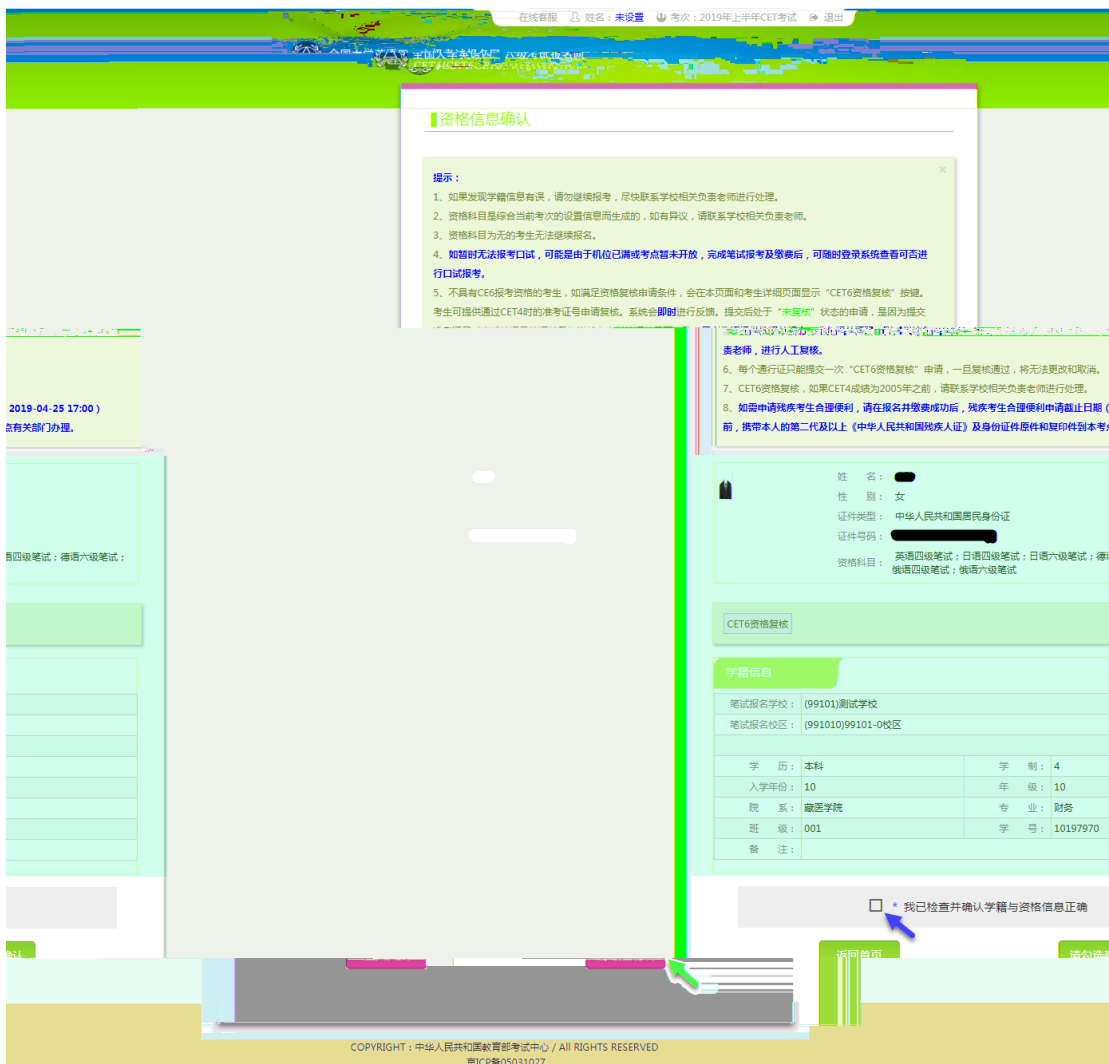 在线客服 姓名：未设置 考次：2019年上半年CET考试 退出
资格信息确认
提示：
1、如果发现学籍信息有误，请勿继续报考，尽快联系学校相关负责老师进行处理。
2、资格科目是综合当前考次的设置信息而生成的，如有异议，请联系学校相关负责老师。
3、资格科目为无的考生无法继续报名。
4、如暂时无法报考口试，可能是由于机位已满或考点暂未开放，完成笔试报考及缴费后，可随时登录系统查看可否进
行口试报考。
5、不具有CE6报考资格的考生，如满足资格复核申请条件，会在本页面和考生详细页面显示“CET6资格复核”按键。
考生可提供通过CET4时的准考证号申请复核。系统会即时进行反馈。提交后处于“未复核”状态的申请，是因为提交
责老师，进行人工复核。
6、每个通行证只能提交一次“CET6资格复核”申请，一旦复核通过，将无法更改和取消。
7、CET6资格复核，如果CET4成绩为2005年之前，请联系学校相关负责老师进行处理。
8、如需申请残疾考生合理便利，请在报名并缴费成功后，残疾考生合理便利申请截止日期（
2019-04-25 17:00）
前，携带本人的第二代及以上《中华人民共和国残疾人证》及身份证件原件和复印件到本考点
点有关部门办理。
姓 名：
性 别：女
证件类型：中华人民共和国居民身份证
证件号码：
资格科目：英语四级笔试；日语四级笔试；日语六级笔试；德语
语四级笔试；德语六级笔试；
俄语四级笔试；俄语六级笔试
CET6资格复核
学籍信息
笔试报名学校：(99101)测试学校
笔试报名校区：(991010)99101-0校区
学 历：本科 学 制：4
入学年份：10 年 级：10
院 系：藏医学院 专 业：财务
班 级：001 学 号：10197970
备 注：
* 我已检查并确认学籍与资格信息正确
返回首页 请勾选
确认
COPYRIGHT：中华人民共和国教育部考试中心 / All RIGHTS RESERVED
京ICP备05031027